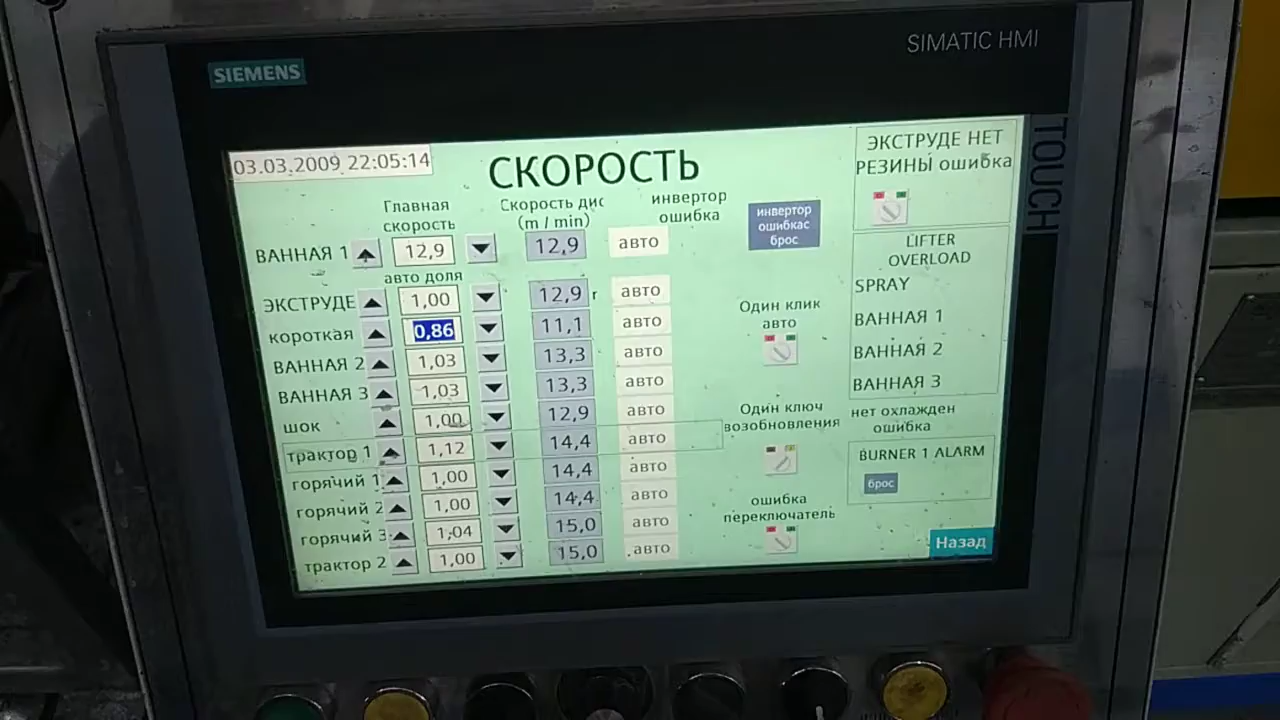 SIEMENS
SIMATIC HMI
TOUCH
03.03.2009 22:05:14
СКОРОСТЬ
Главная скорость
Скорость дис (m / min)
инвертор ошибка
ВАННАЯ 1 12,9 12,9 авто
авто доля
ЭКСТРУДЕ 1,00 12,9 r авто
короткая 0,86 11,1 авто
ВАННАЯ 2 1,03 13,3 авто
ВАННАЯ 3 1,03 13,3 авто
шок 1,00 12,9 авто
трактор 1 1,12 14,4 авто
горячий 1 1,00 14,4 авто
горячий 2 1,00 14,4 авто
горячий 3 1,04 15,0 авто
трактор 2 1,00 15,0 авто
инвертор
ошибкас
брос
Один клик
авто
Один ключ
возобновления
ошибка
переключатель
ЭКСТРУДЕ НЕТ
РЕЗИНЫ ошибка
LIFTER
OVERLOAD
SPRAY
ВАННАЯ 1
ВАННАЯ 2
ВАННАЯ 3
нет охлажден
ошибка
BURNER 1 ALARM
брос
Назад